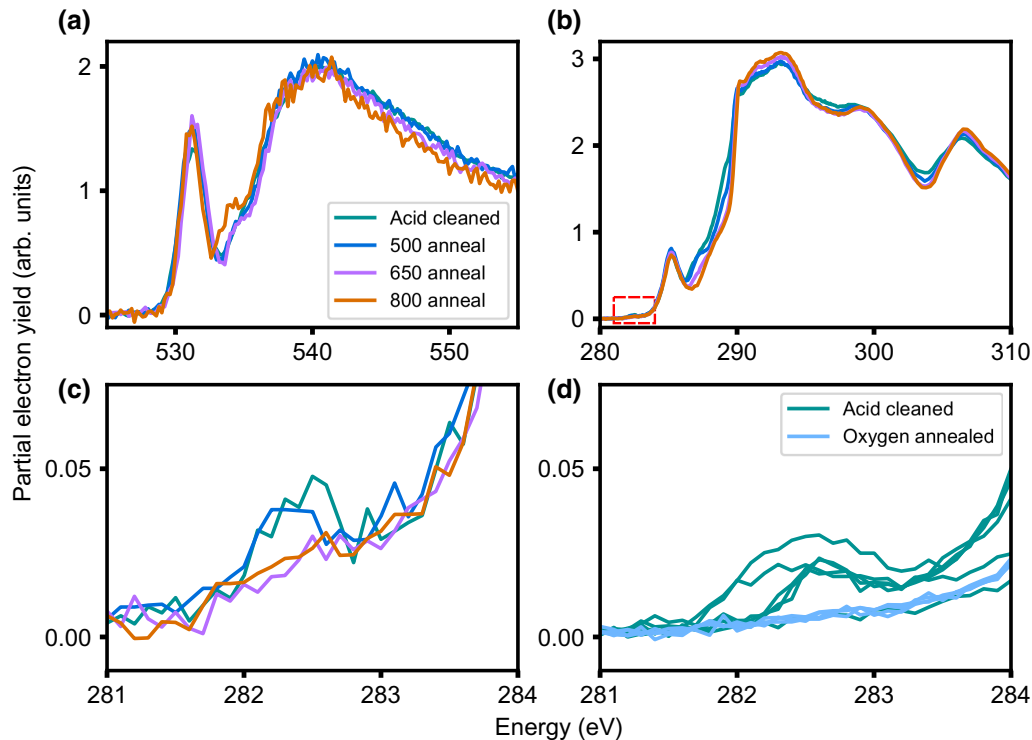 (a)
(b)
Partial electron yield (arb. units)
2
1
0
530
540
550
Acid cleaned
500 anneal
650 anneal
800 anneal
3
2
1
0
280
290
300
310
(c)
(d)
0.05
0.00
281
282
283
284
0.05
0.00
281
282
283
284
Acid cleaned
Oxygen annealed
Energy (eV)